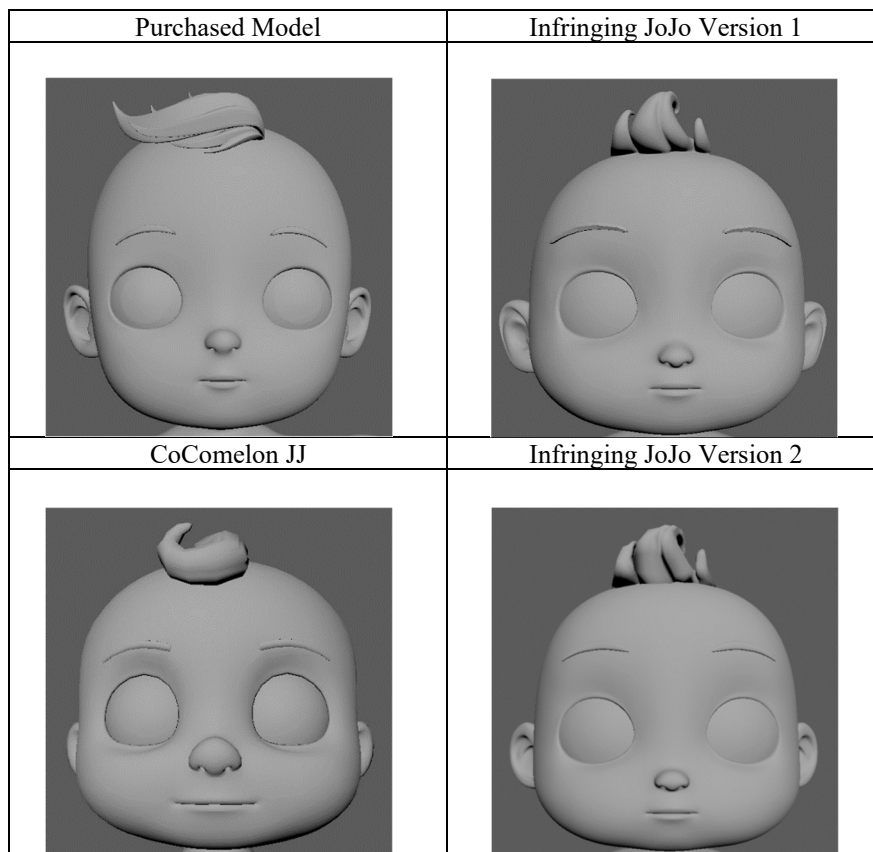 Purchased Model
Infringing JoJo Version 1
CoComelon JJ
Infringing JoJo Version 2